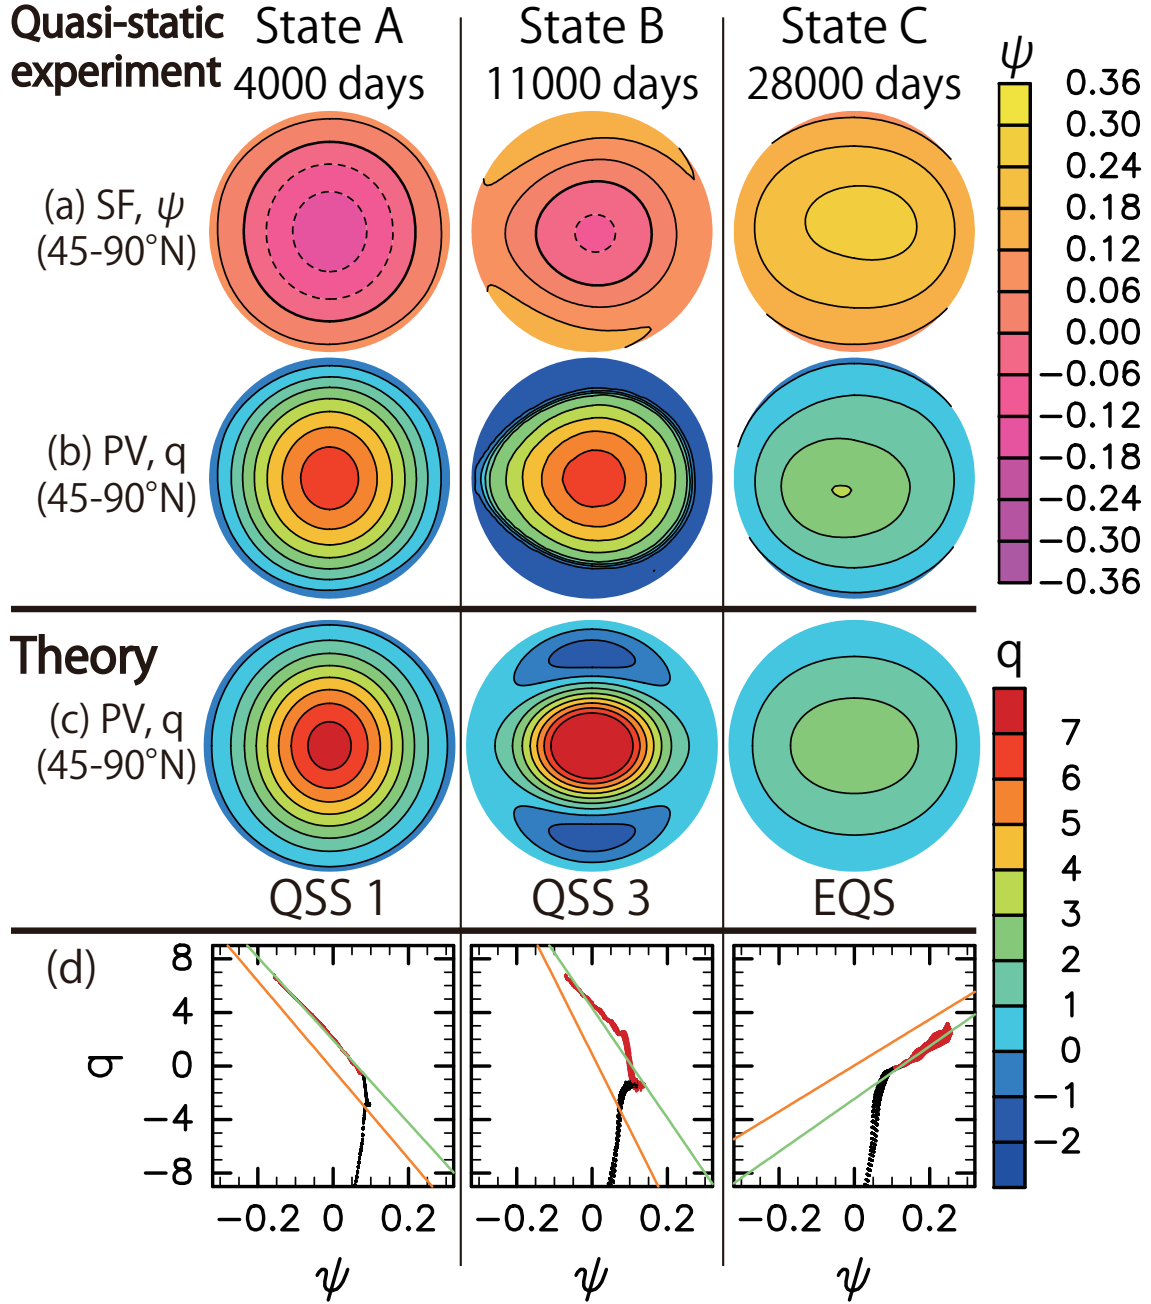 Quasi-static
experiment
State A
4000 days
State B
11000 days
State C
28000 days
ψ
0.36
0.30
0.24
0.18
0.12
0.06
0.00
−0.06
−0.12
−0.18
−0.24
−0.30
−0.36
(a) SF, ψ
(45-90°N)
(b) PV, q
(45-90°N)
Theory
(c) PV, q
(45-90°N)
QSS 1
QSS 3
EQS
q
7
6
5
4
3
2
1
0
−1
−2
(d)
q
8
4
0
−4
−8
−0.2 0 0.2
−0.2 0 0.2
−0.2 0 0.2
ψ
ψ
ψ